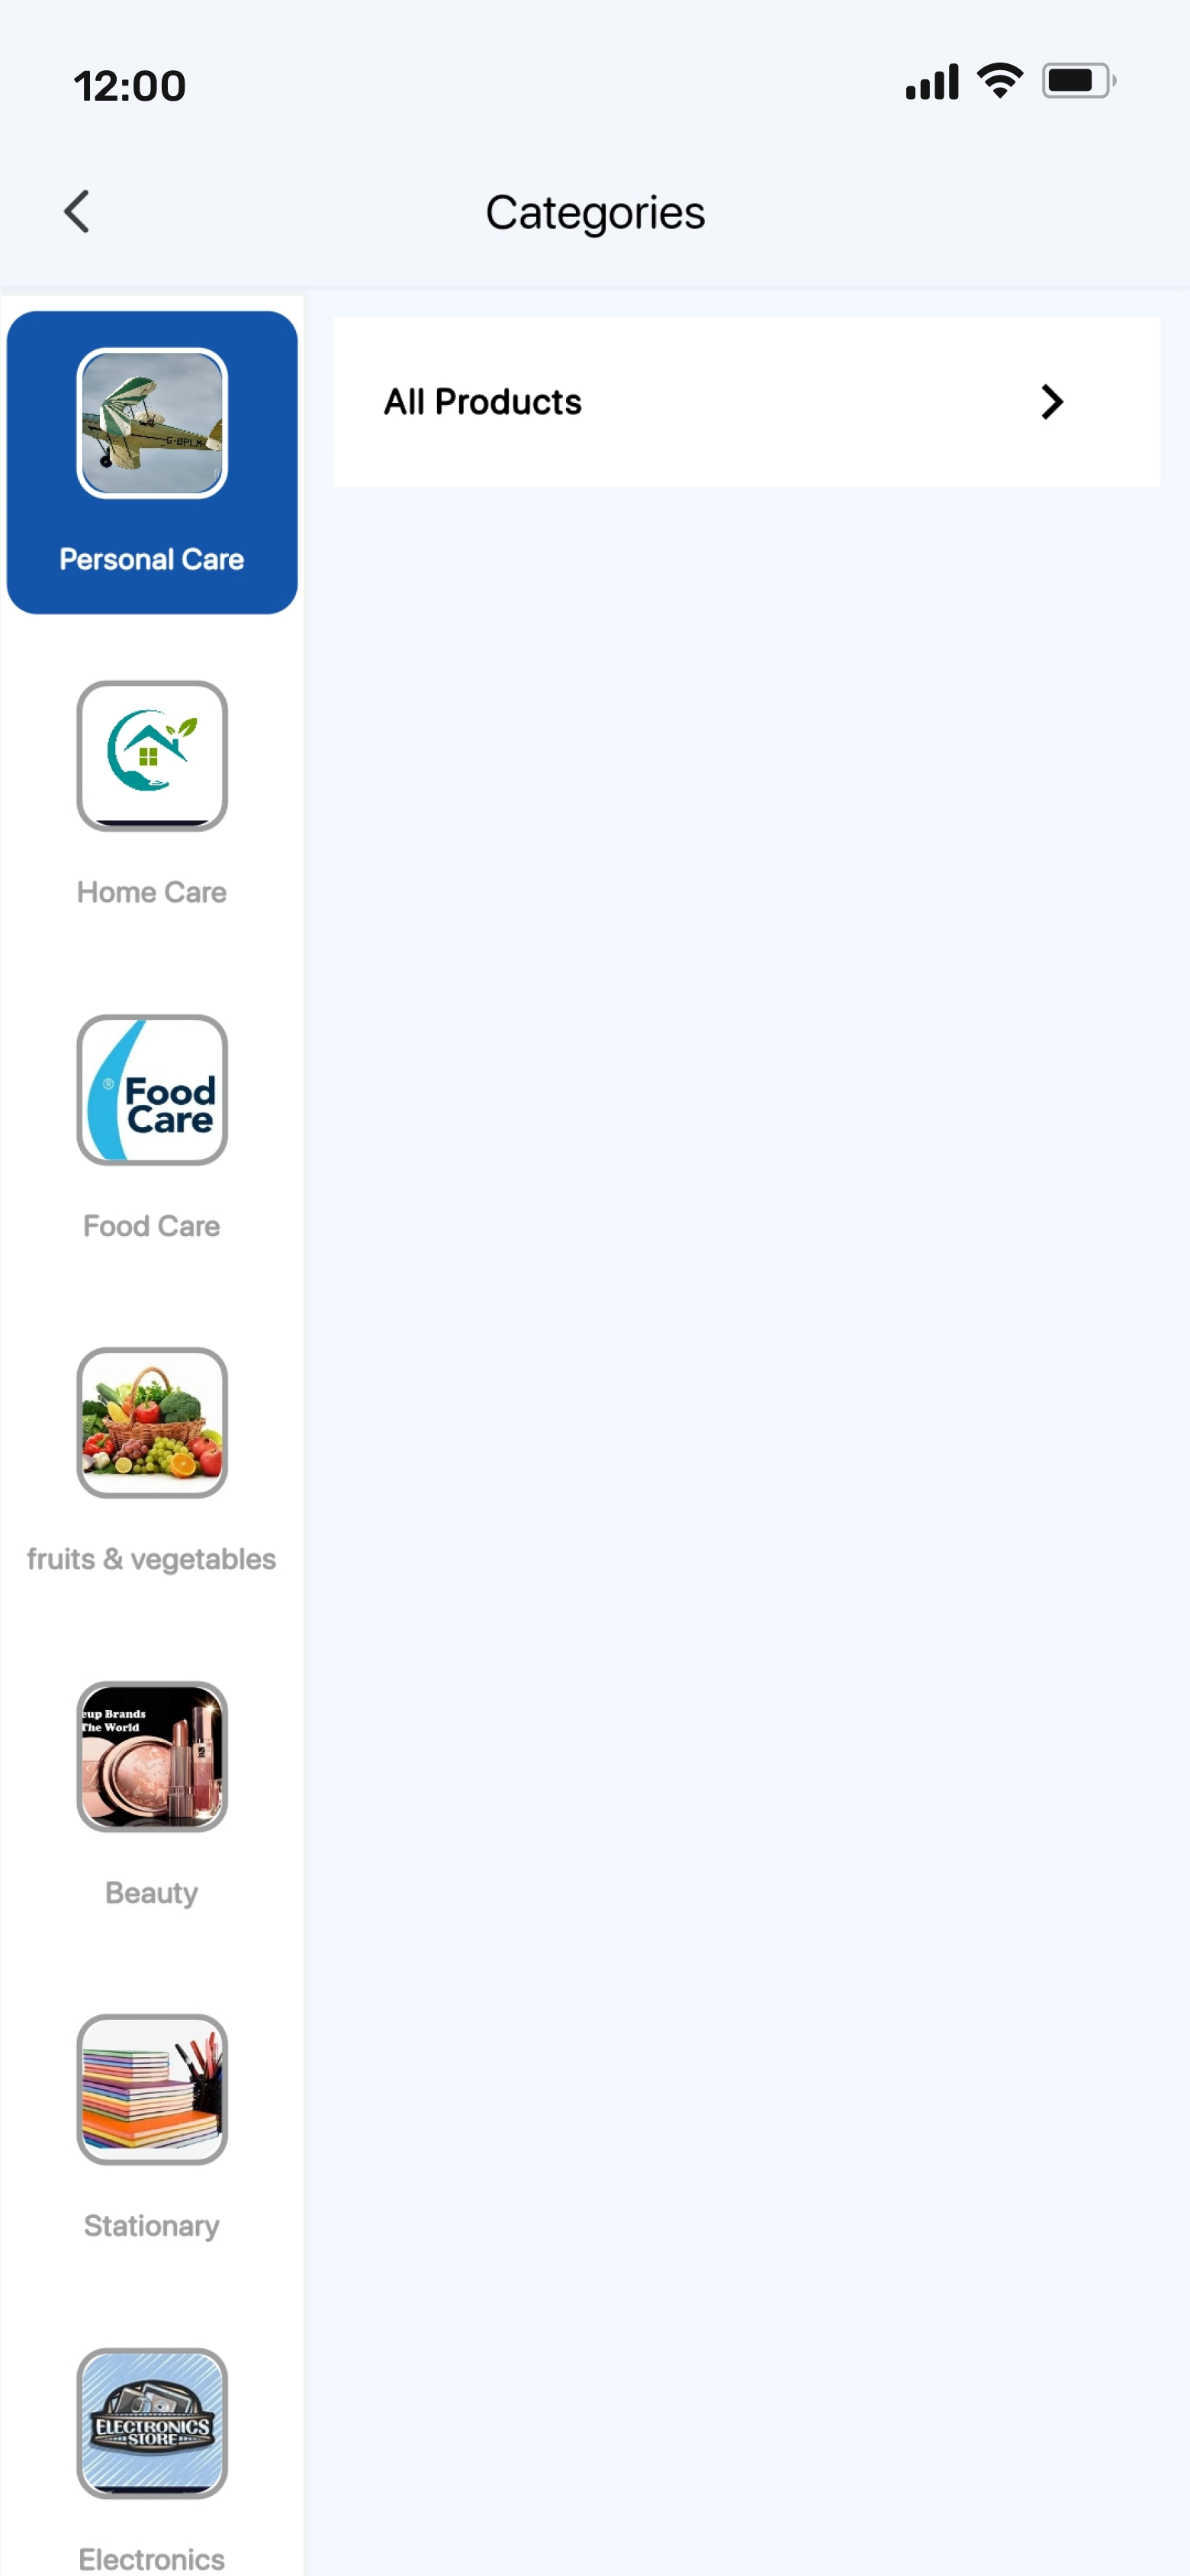 12:00
Categories
All Products
G-BPLM
Personal Care
Home Care
®
Food
Care
Food Care
fruits & vegetables
eup Brands
The World
Beauty
Stationary
ELECTRONICS
STORE
Electronics